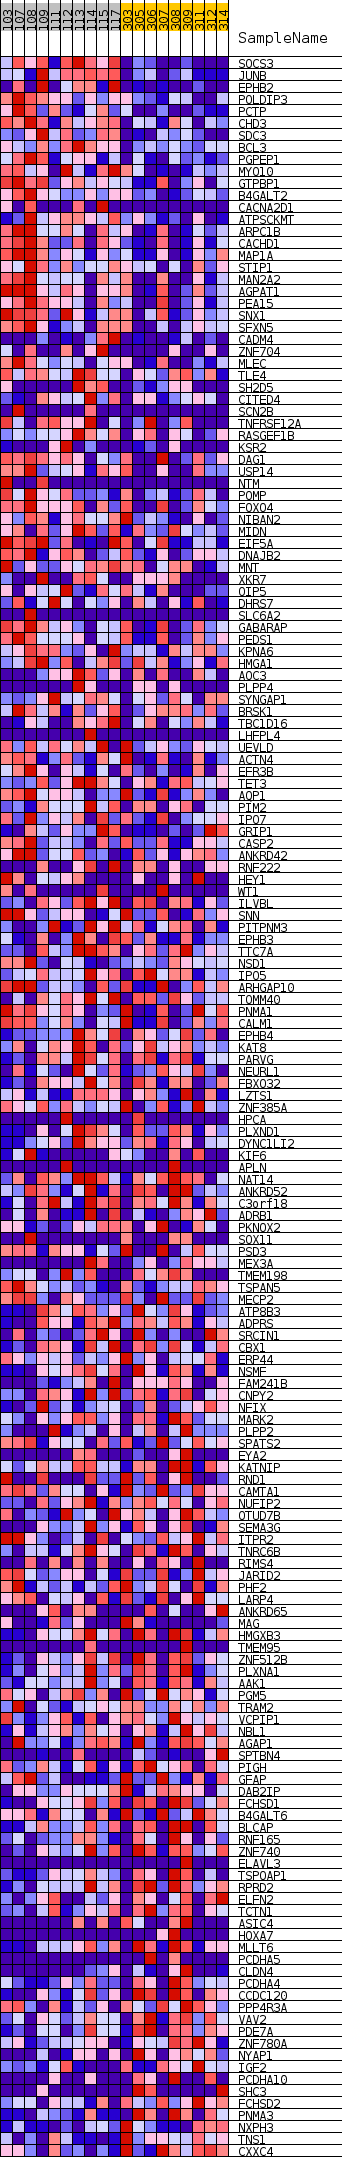 103 107 108 109 111 112 113 114 115 117 303 305 306 307 308 309 311 312 314
SampleName
SOCS3
JUNB
EPHB2
POLDIP3
PCTP
CHD3
SDC3
BCL3
PGPEP1
MYO10
GTPBP1
B4GALT2
CACNA2D1
ATPSCKMT
ARPC1B
CACHD1
MAP1A
STIP1
MAN2A2
AGPAT1
PEA15
SNX1
SFXN5
CADM4
ZNF704
MLEC
TLE4
SH2D5
CITED4
SCN2B
TNFRSF12A
RASGEF1B
KSR2
DAG1
USP14
NTM
POMP
FOXO4
NIBAN2
MIDN
EIF5A
DNAJB2
MNT
XKR7
OIP5
DHRS7
SLC6A2
GABARAP
PEDS1
KPNA6
HMGA1
AOC3
PLPP4
SYNGAP1
BRSK1
TBC1D16
LHFPL4
UEVLD
ACTN4
EFR3B
TET3
AQP1
PIM2
IPO7
GRIP1
CASP2
ANKRD42
RNF222
HEY1
WT1
ILVBL
SNN
PITPNM3
EPHB3
TTC7A
NSD1
IPO5
ARHGAP10
TOMM40
PNMA1
CALM1
EPHB4
KAT8
PARVG
NEURL1
FBXO32
LZTS1
ZNF385A
HPCA
PLXND1
DYNC1LI2
KIF6
APLN
NAT14
ANKRD52
C3orf18
ADRB1
PKNOX2
SOX11
PSD3
MEX3A
TMEM198
TSPAN5
MECP2
ATP8B3
ADPRS
SRCIN1
CBX1
ERP44
NSMF
FAM241B
CNPY2
NFIX
MARK2
PLPP2
SPATS2
EYA2
KATNIP
RND1
CAMTA1
NUFIP2
OTUD7B
SEMA3G
ITPR2
TNRC6B
RIMS4
JARID2
PHF2
LARP4
ANKRD65
MAG
HMGXB3
TMEM95
ZNF512B
PLXNA1
AAK1
PGM5
TRAM2
VCPIP1
NBL1
AGAP1
SPTBN4
PIGH
GFAP
DAB2IP
FCHSD1
B4GALT6
BLCAP
RNF165
ZNF740
ELAVL3
TSPOAP1
RPRD2
ELFN2
TCTN1
ASIC4
HOXA7
MLLT6
PCDHA5
CLDN4
PCDHA4
CCDC120
PPP4R3A
VAV2
PDE7A
ZNF780A
NYAP1
IGF2
PCDHA10
SHC3
FCHSD2
PNMA3
NXPH3
TNS1
CXXC4